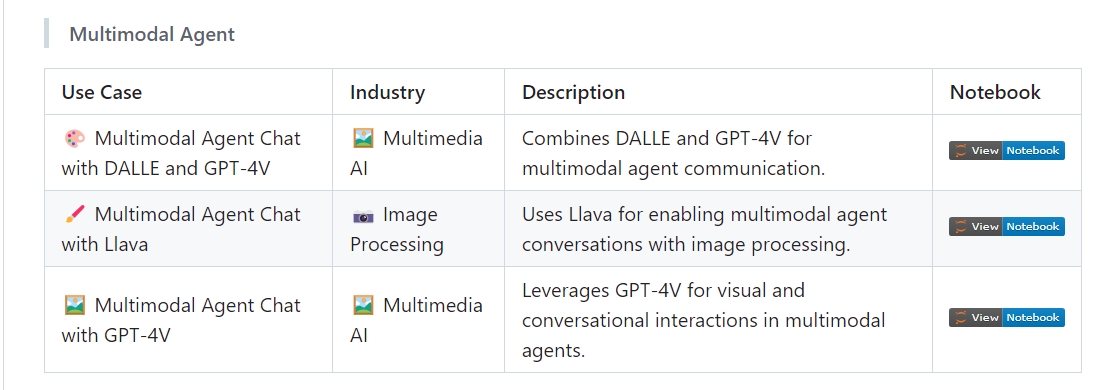 Multimodal Agent
Use Case
Industry
Description
Notebook
Multimodal Agent Chat
with DALLE and GPT-4V
Multimedia
AI
Combines DALLE and GPT-4V for
multimodal agent communication.
View Notebook
Multimodal Agent Chat
with Llava
Image
Processing
Uses Llava for enabling multimodal agent
conversations with image processing.
View Notebook
Multimodal Agent Chat
with GPT-4V
Multimedia
AI
Leverages GPT-4V for visual and
conversational interactions in multimodal
agents.
View Notebook